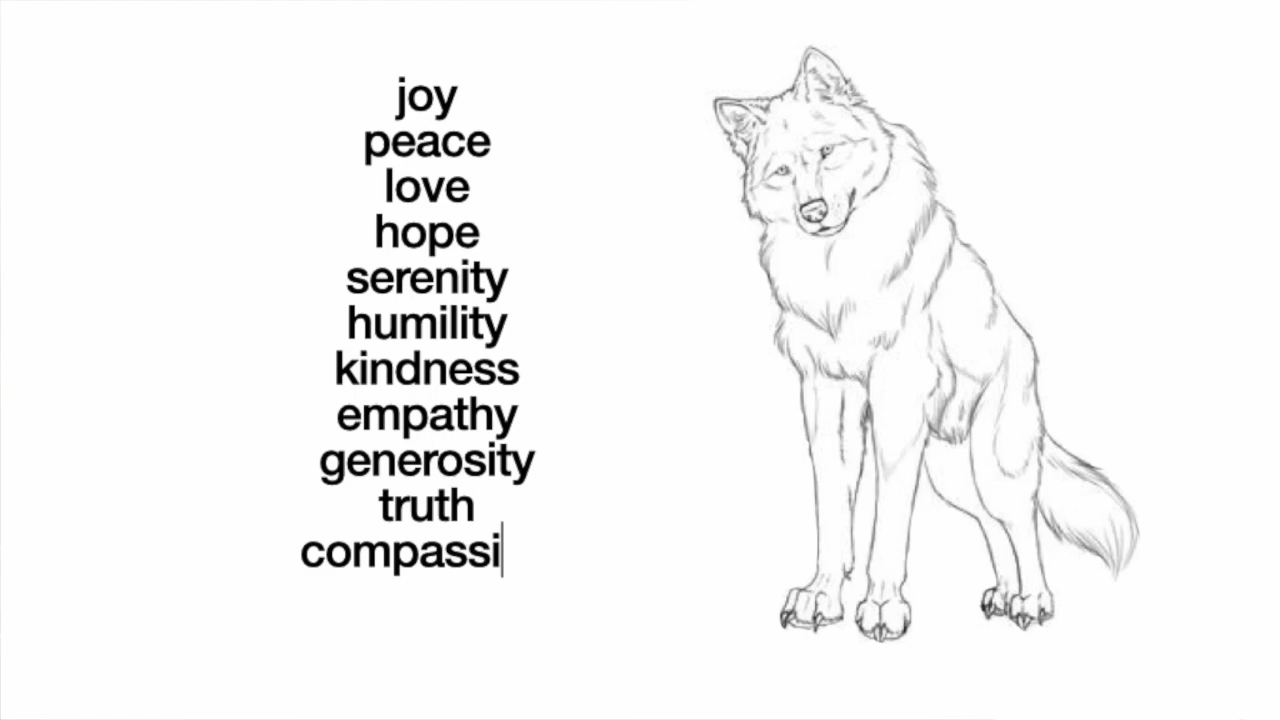 joy
peace
love
hope
serenity
humility
kindness
empathy
generosity
truth
compassi